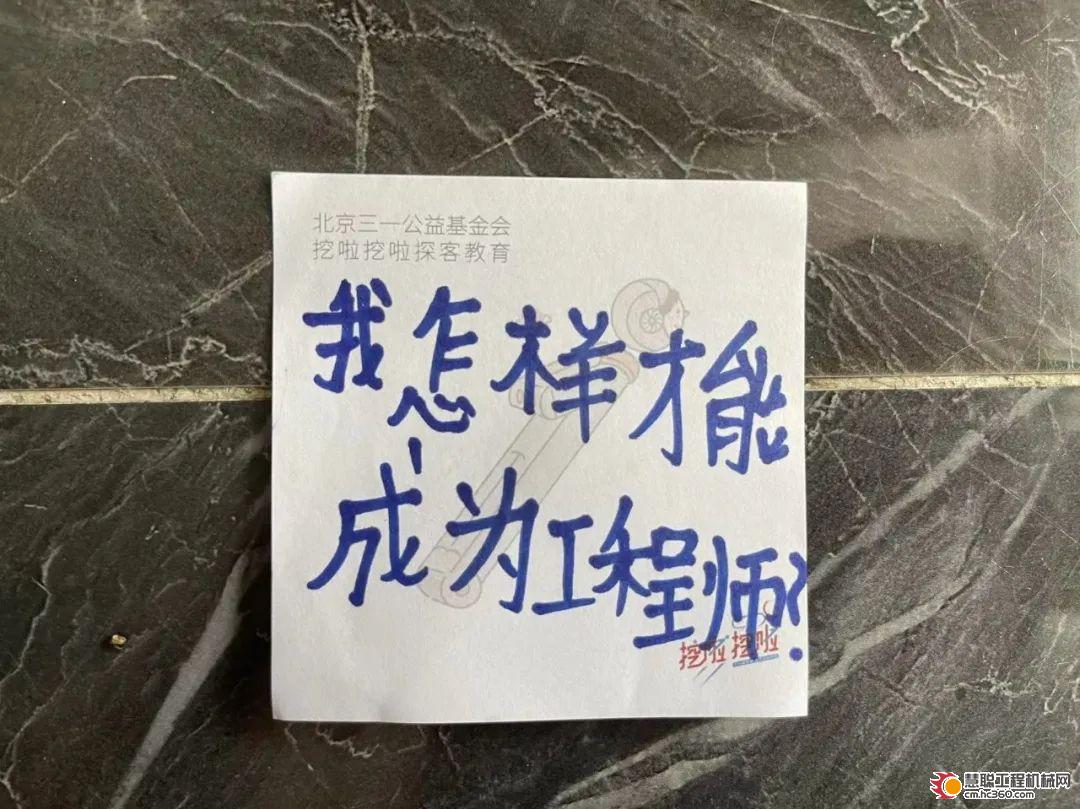 北京三一公益基金会
挖啦挖啦探客教育
我怎样才能
成为工程师?
挖啦挖啦
慧聪工程机械网
cm.hc360.com